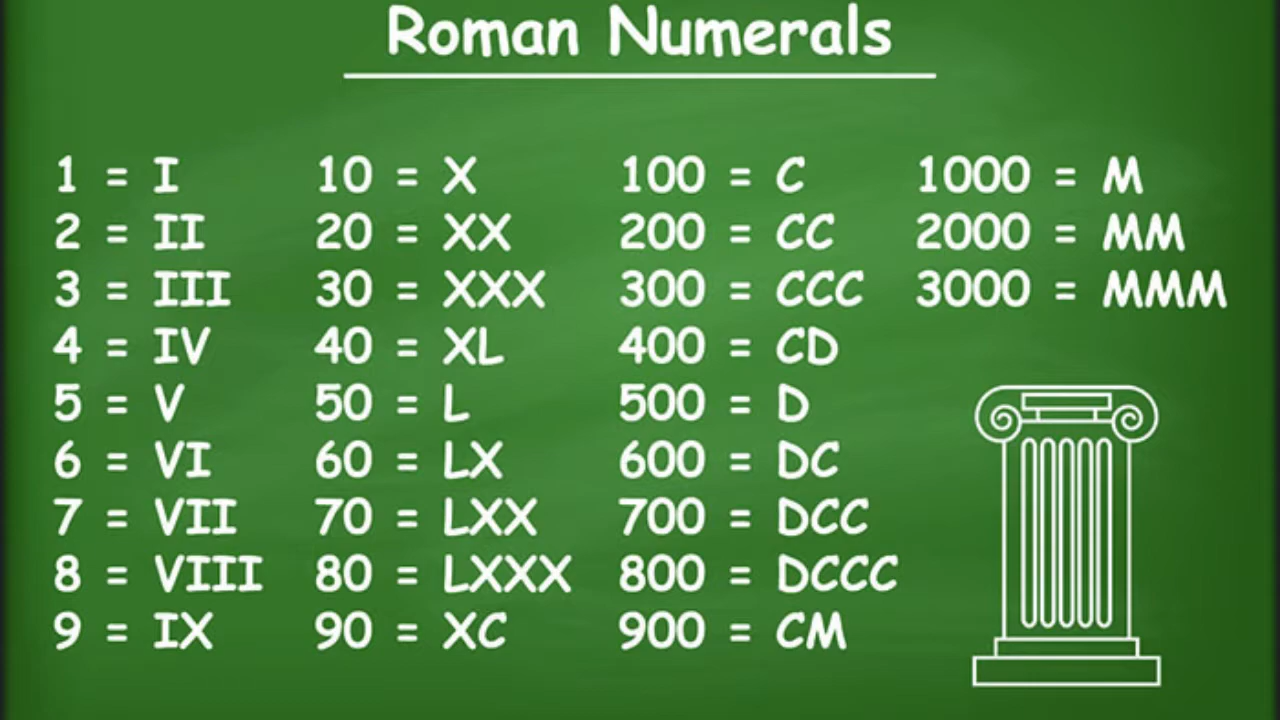 Roman Numerals
1 = I 10 = X 100 = C 1000 = M
2 = II 20 = XX 200 = CC 2000 = MM
3 = III 30 = XXX 300 = CCC 3000 = MMM
4 = IV 40 = XL 400 = CD
5 = V 50 = L 500 = D
6 = VI 60 = LX 600 = DC
7 = VII 70 = LXX 700 = DCC
8 = VIII 80 = LXXX 800 = DCCC
9 = IX 90 = XC 900 = CM